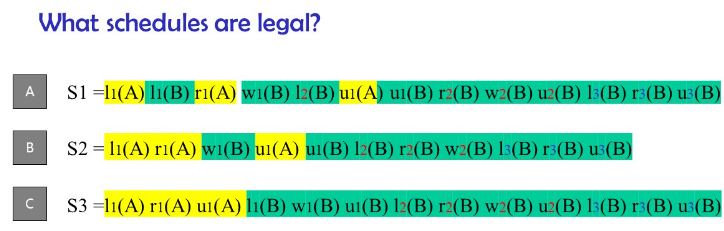 What schedules are legal?
A S1 =l1(A) l1(B) r1(A) w1(B) l2(B) u1(A) u1(B) r2(B) w2(B) u2(B) l3(B) r3(B) u3(B)
B S2 = l1(A) r1(A) w1(B) u1(A) u1(B) l2(B) r2(B) w2(B) l3(B) r3(B) u3(B)
C S3 =l1(A) r1(A) u1(A) l1(B) w1(B) u1(B) l2(B) r2(B) w2(B) u2(B) l3(B) r3(B) u3(B)